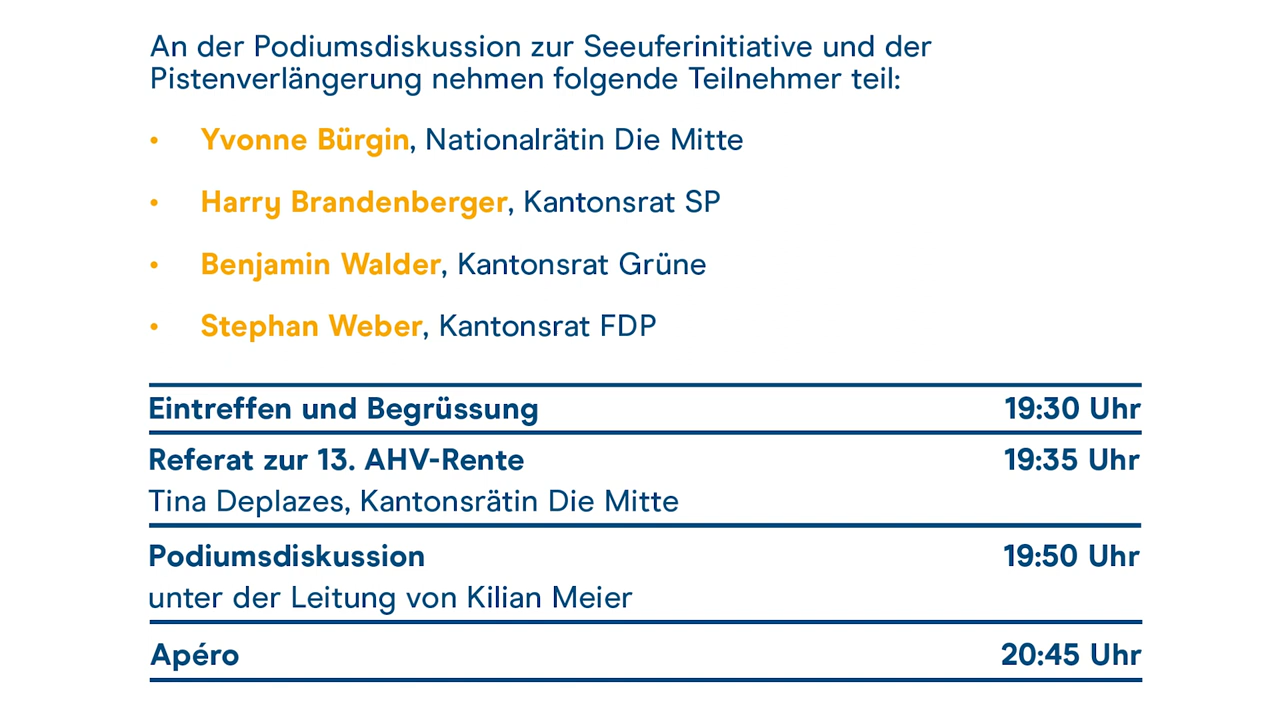 An der Podiumsdiskussion zur Seeuferinitiative und der
Pistenverlängerung nehmen folgende Teilnehmer teil:
• Yvonne Bürgin, Nationalrätin Die Mitte
• Harry Brandenberger, Kantonsrat SP
• Benjamin Walder, Kantonsrat Grüne
• Stephan Weber, Kantonsrat FDP
Eintreffen und Begrüssung 19:30 Uhr
Referat zur 13. AHV-Rente 19:35 Uhr
Tina Deplazes, Kantonsrätin Die Mitte
Podiumsdiskussion 19:50 Uhr
unter der Leitung von Kilian Meier
Apéro 20:45 Uhr